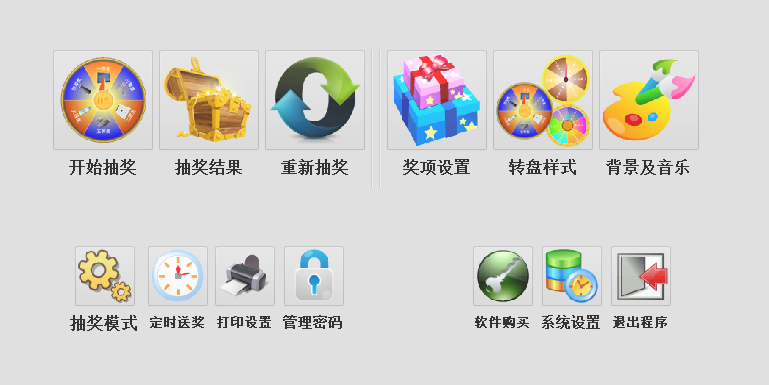 开始抽奖
抽奖结果
重新抽奖
奖项设置
转盘样式
背景及音乐
抽奖模式
定时送奖
打印设置
管理密码
软件购买
系统设置
退出程序